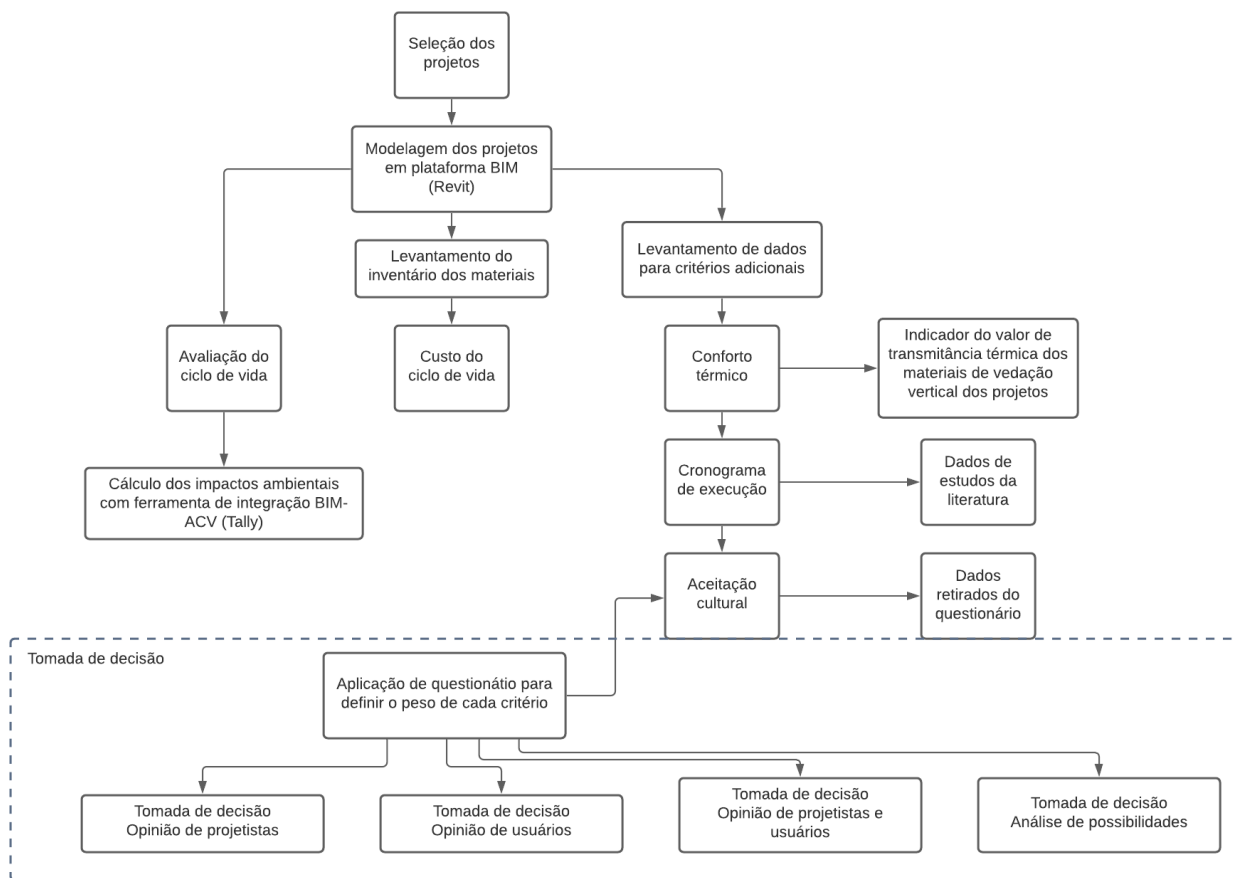 Seleção dos
projetos
Modelagem dos projetos
em plataforma BIM
(Revit)
Levantamento do
inventário dos materiais
Levantamento de dados
para critérios adicionais
Avaliação do
ciclo de vida
Custo do
ciclo de vida
Conforto
térmico
Indicador do valor de
transmitância térmica dos
materiais de vedação
vertical dos projetos
Cálculo dos impactos ambientais
com ferramenta de integração BIM-
ACV (Tally)
Cronograma
de execução
Dados de
estudos da
literatura
Aceitação
cultural
Dados
retirados do
questionário
Tomada de decisão
Aplicação de questionátio para
definir o peso de cada critério
Tomada de decisão
Opinião de projetistas
Tomada de decisão
Opinião de usuários
Tomada de decisão
Opinião de projetistas e
usuários
Tomada de decisão
Análise de possibilidades